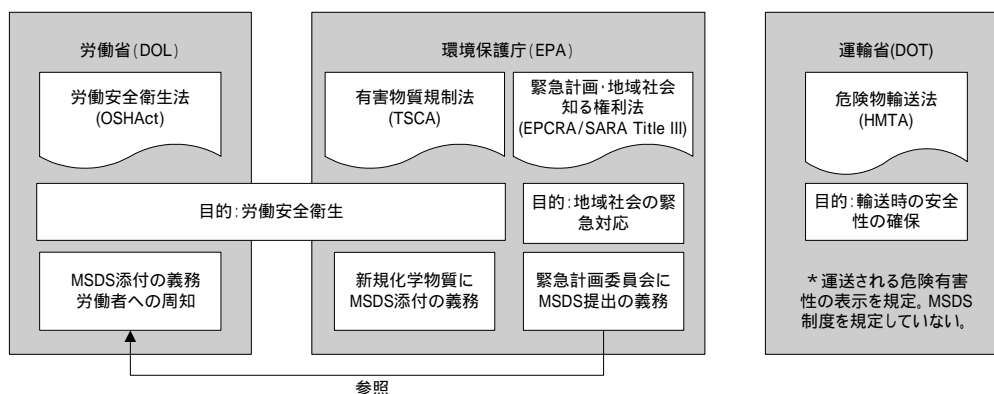 労働省(DOL)
労働安全衛生法
(OSHAct)
環境保護庁(EPA)
有害物質規制法
(TSCA)
緊急計画・地域社会
知る権利法
(EPCRA/SARA Title III)
目的:労働安全衛生
目的:地域社会の緊
急対応
MSDS添付の義務
労働者への周知
新規化学物質に
MSDS添付の義務
緊急計画委員会に
MSDS提出の義務
参照
運輸省(DOT)
危険物輸送法
(HMTA)
目的:輸送時の安全
性の確保
*運送される危険有害
性の表示を規定。MSDS
制度を規定していない。